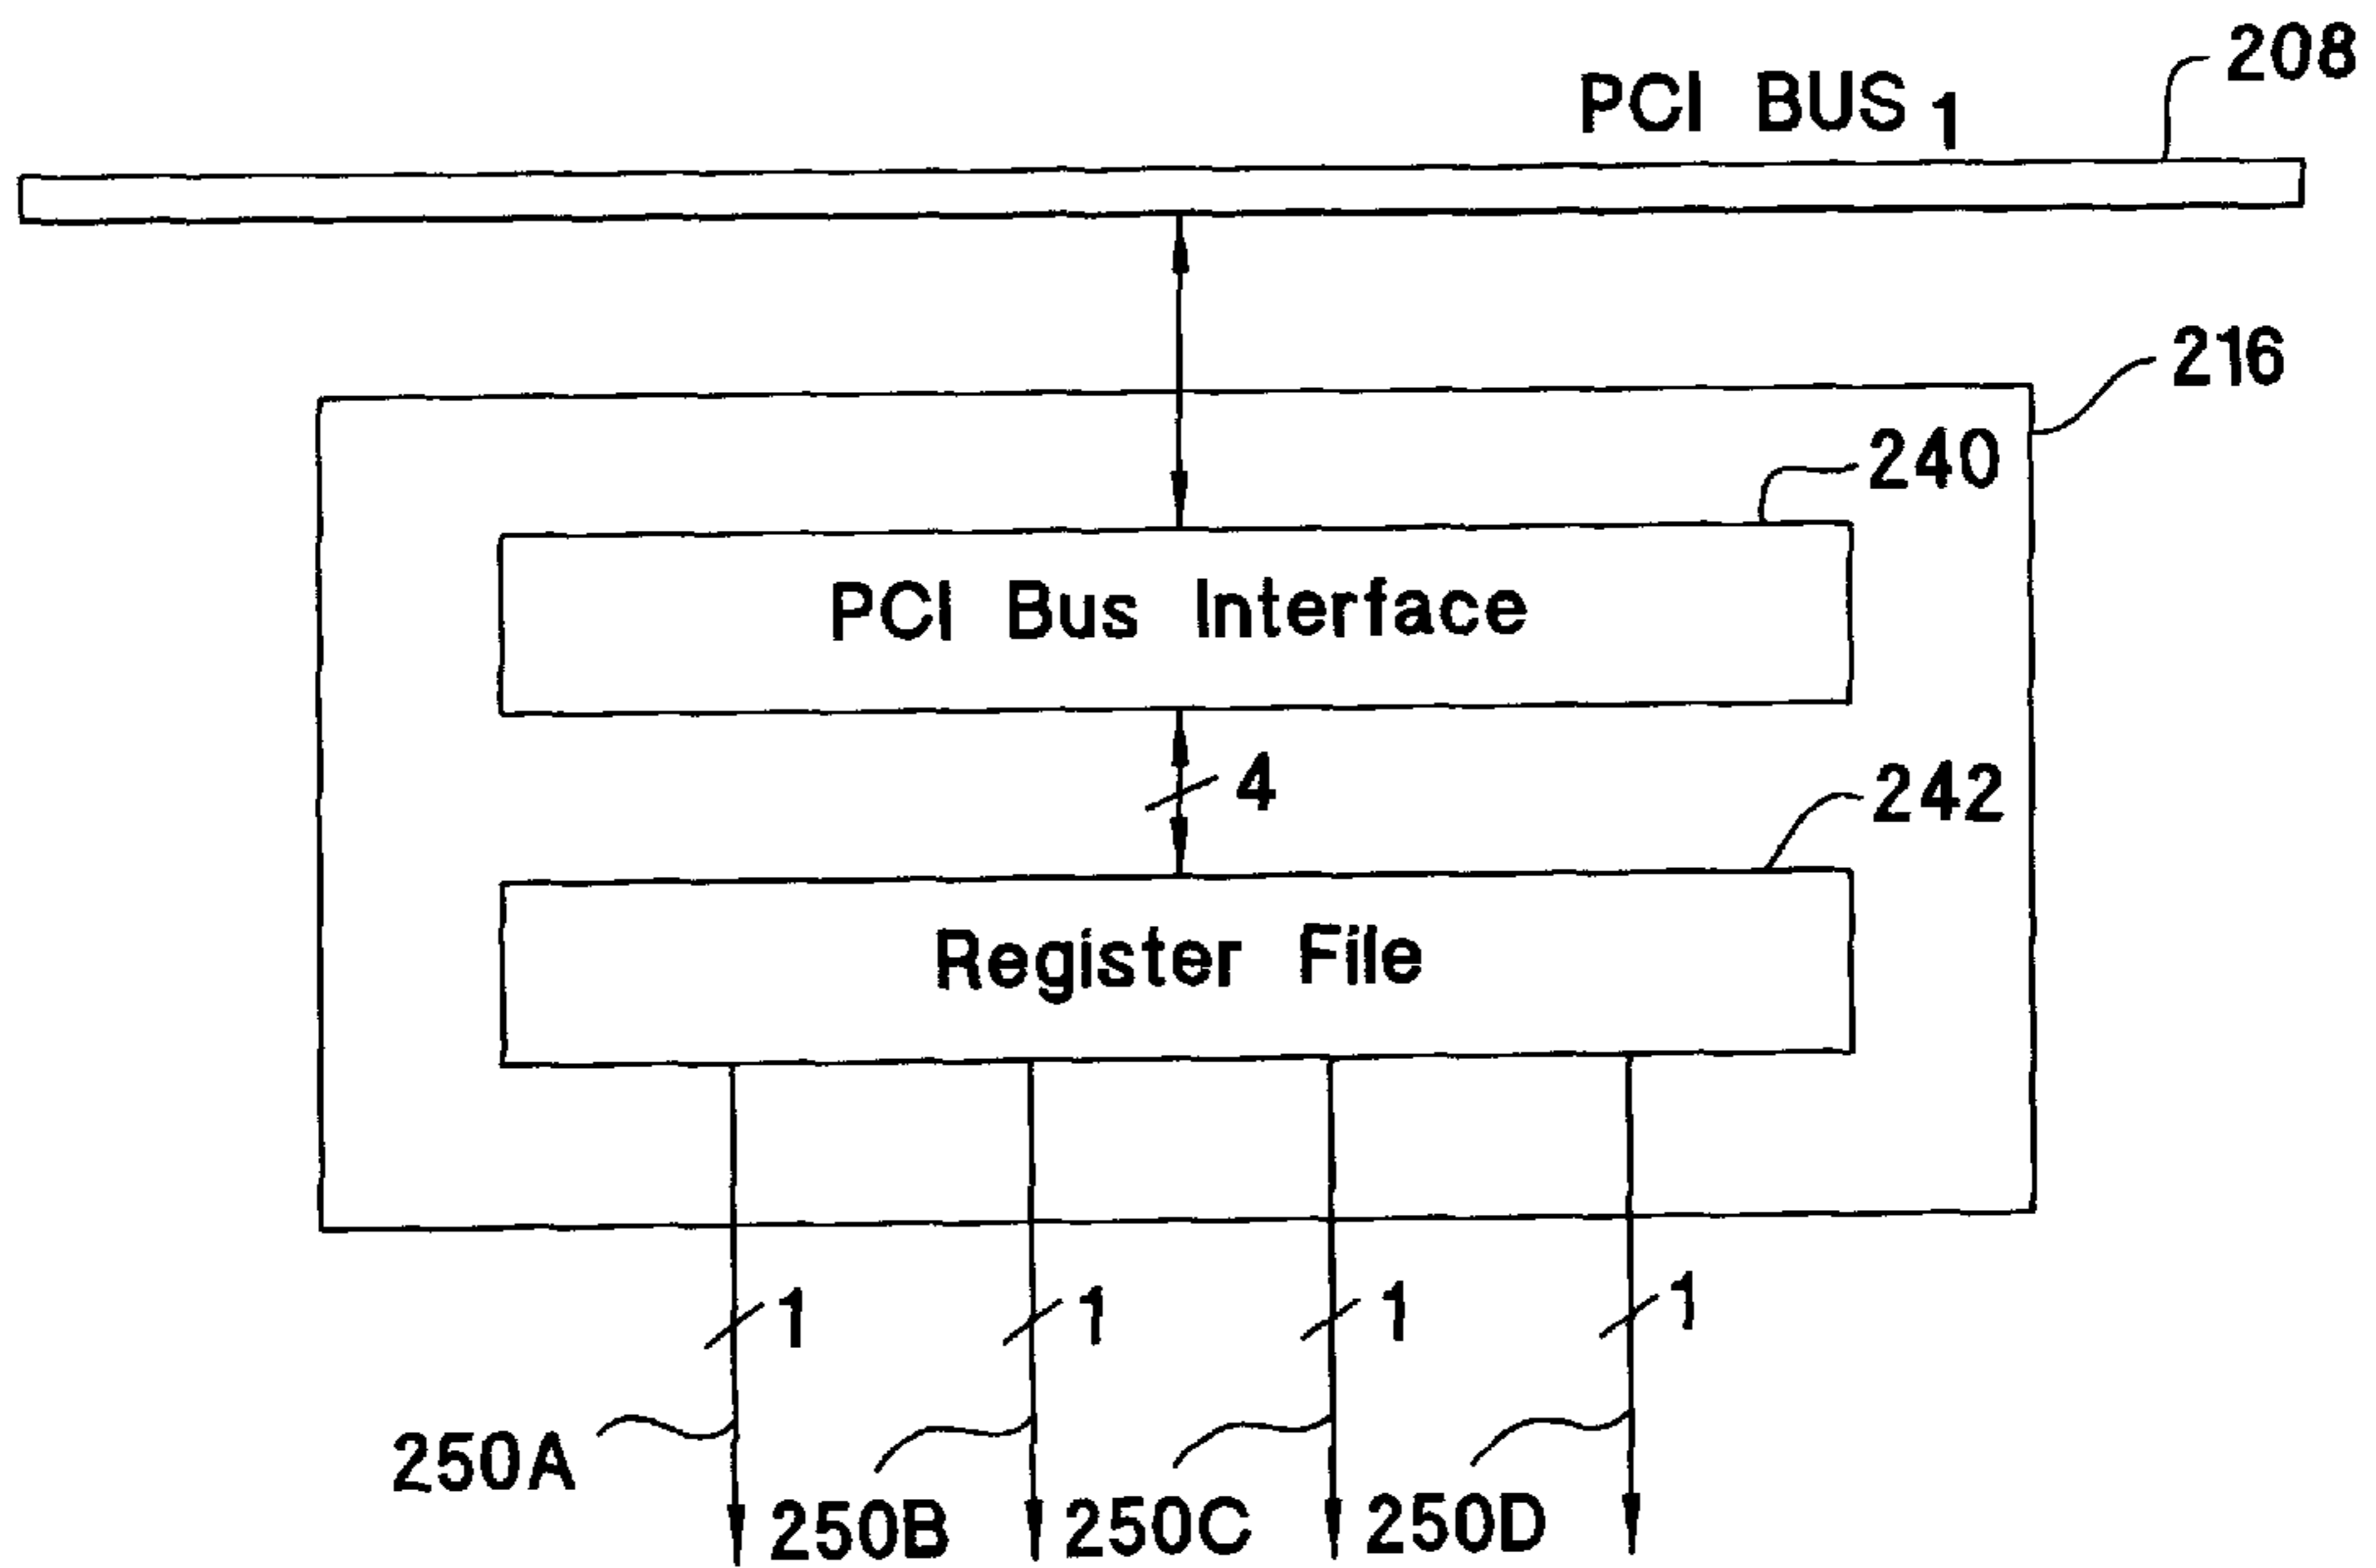 208
PCI BUS 1
216
240
PCI Bus Interface
4
242
Register File
1 1 1 1
250A
250B 250C 250D